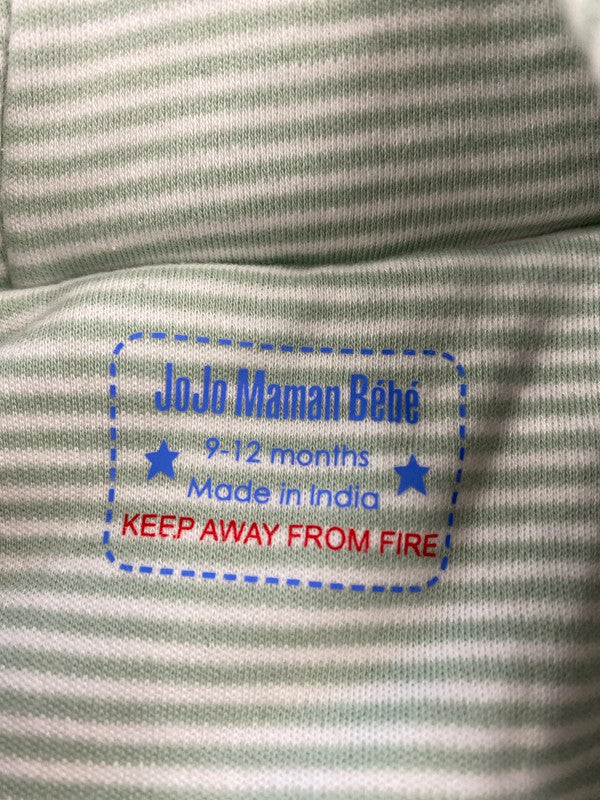 JoJo Maman Bébé
9-12 months
Made in India
KEEP AWAY FROM FIRE